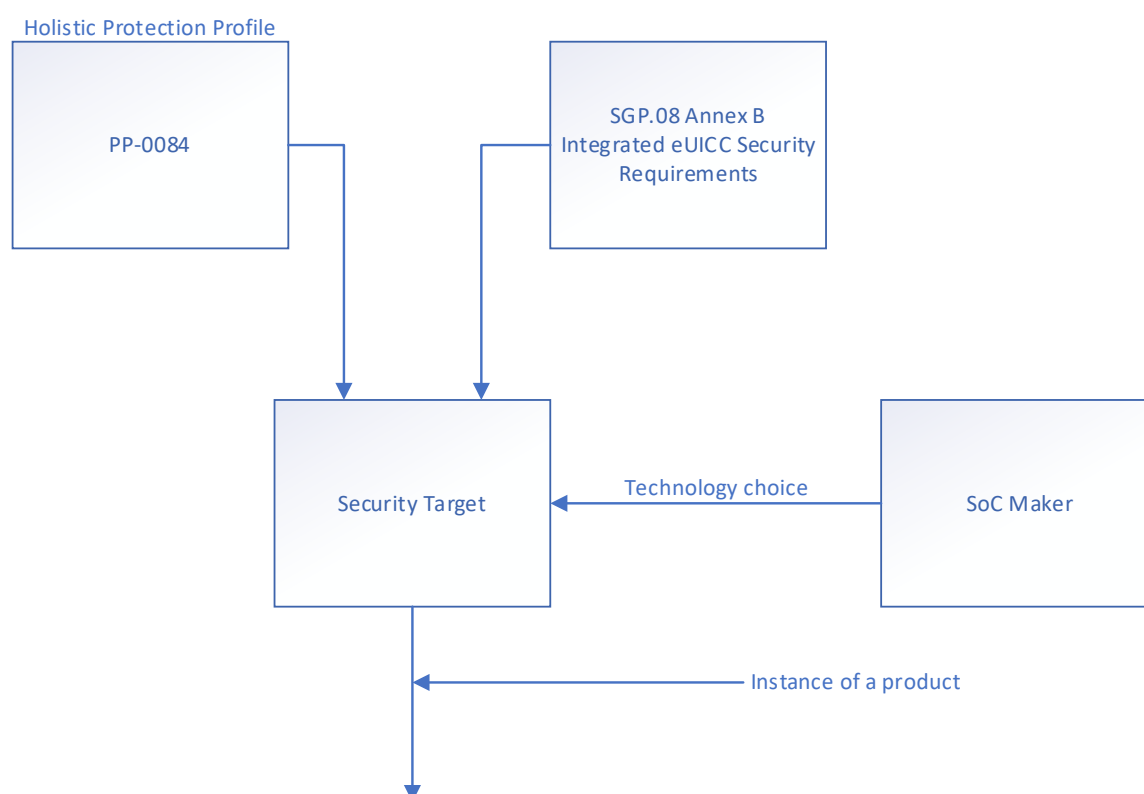 Holistic Protection Profile
PP-0084
SGP.08 Annex B
Integrated eUICC Security
Requirements
Security Target
Technology choice
SoC Maker
Instance of a product